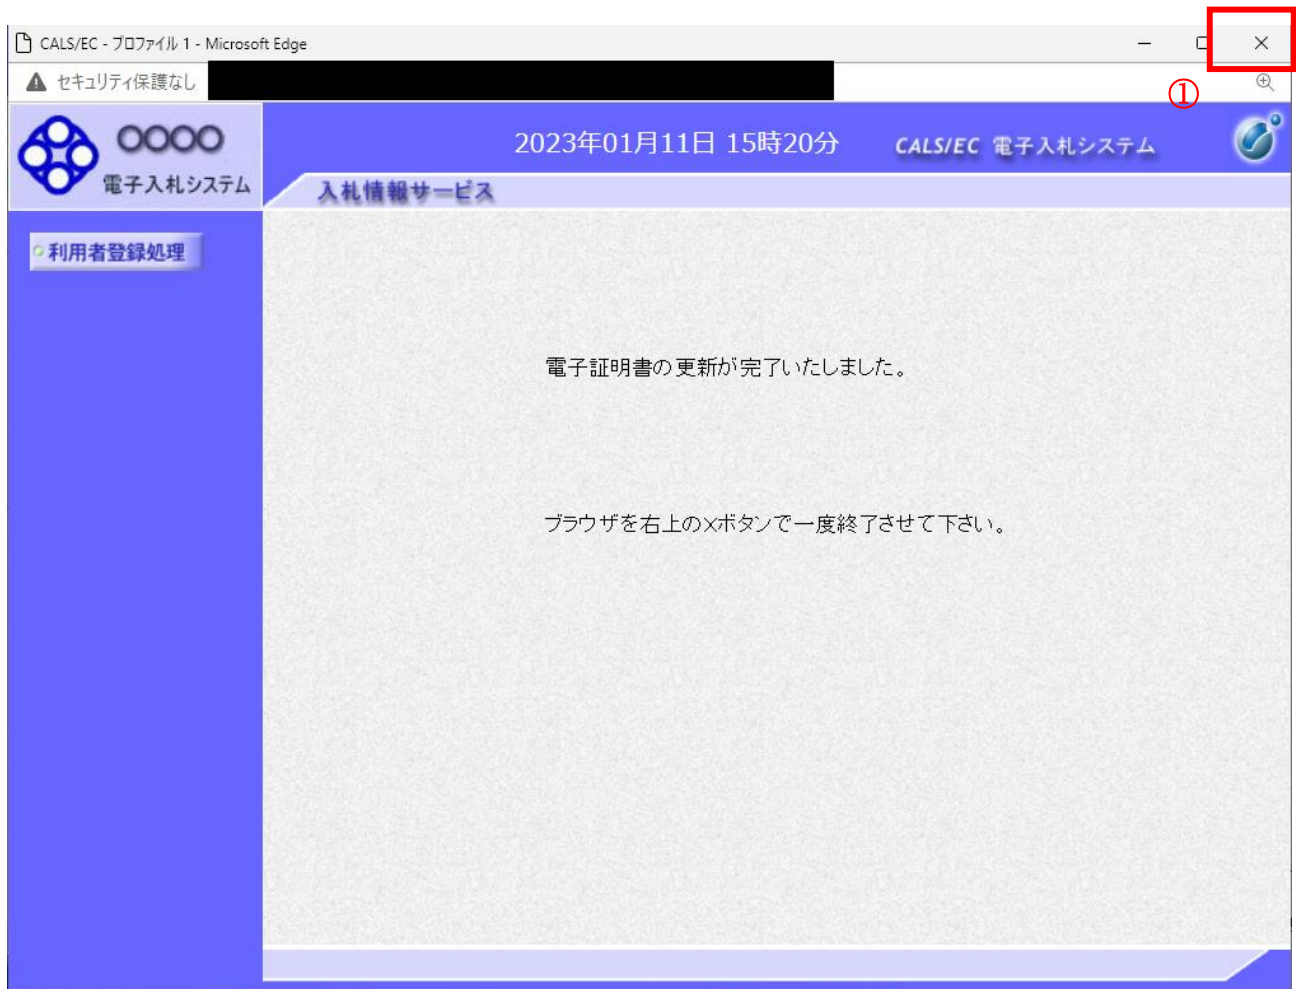 CALS/EC - プロファイル 1 - Microsoft Edge
セキュリティ保護なし
①
〇〇〇〇
電子入札システム
2023年01月11日 15時20分
CALS/EC 電子入札システム
入札情報サービス
利用者登録処理
電子証明書の更新が完了いたしました。
ブラウザを右上の×ボタンで一度終了させて下さい。